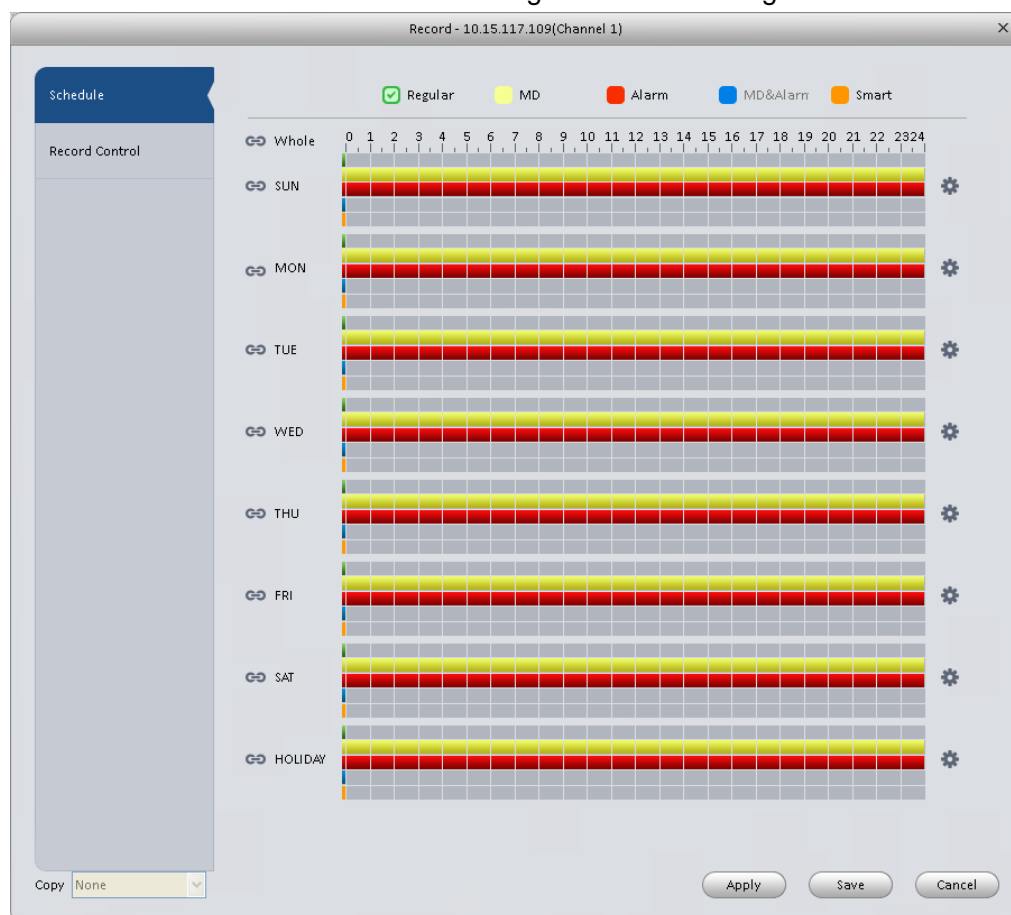 Record - 10.15.117.109(Channel 1)
Schedule
Record Control
Regular MD Alarm MD&Alarm Smart
Whole 0 1 2 3 4 5 6 7 8 9 10 11 12 13 14 15 16 17 18 19 20 21 22 2324
SUN
MON
TUE
WED
THU
FRI
SAT
HOLIDAY
Copy None Apply Save Cancel